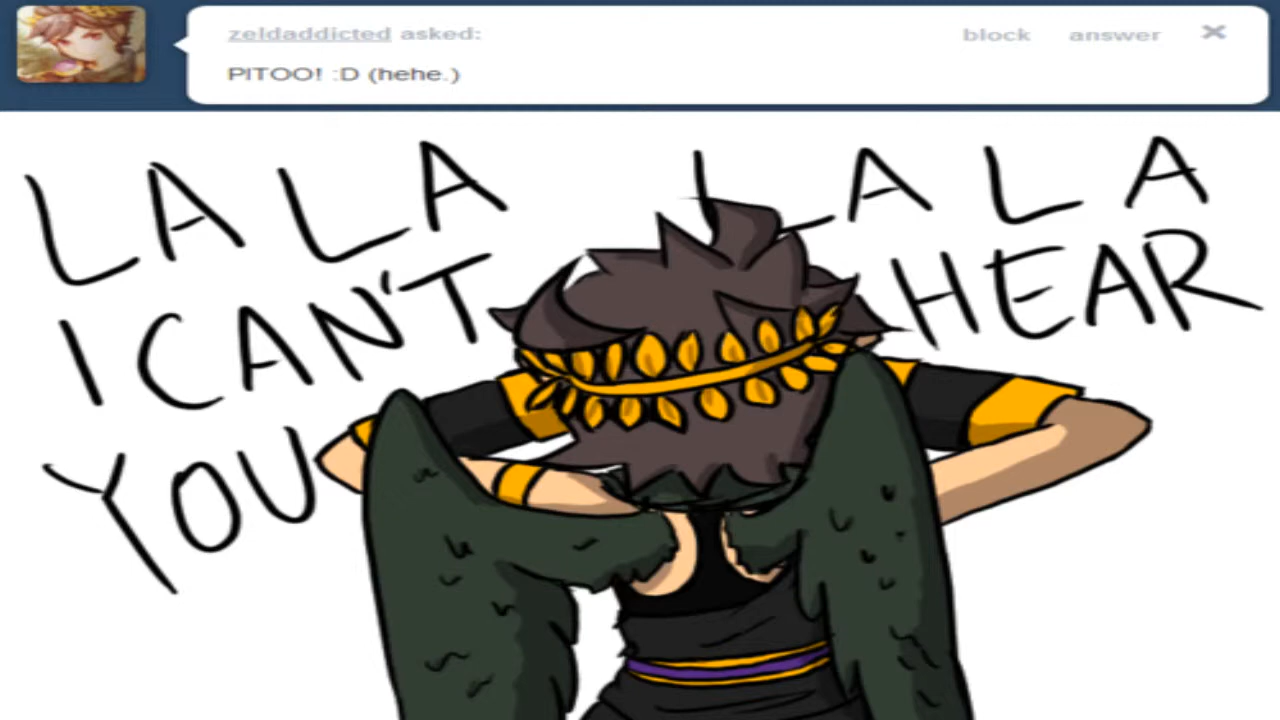 zeldaddicted asked: block answer
PITOO! :D (hehe.)
LA LA LA LA
I CAN'T HEAR
YOU